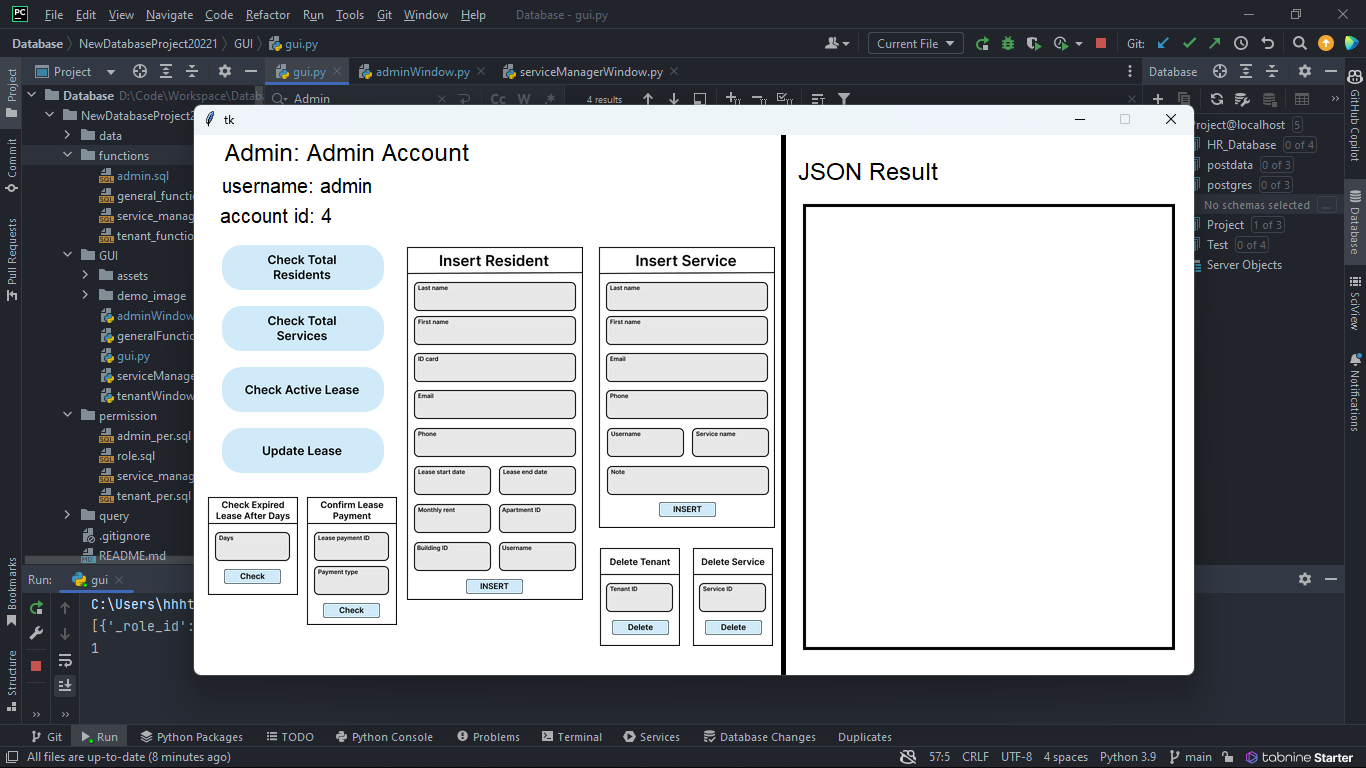 PC File Edit View Navigate Code Refactor Run Tools Git Window Help Database - gui.py
Database NewDatabaseProject20221 GUI gui.py Current File Git:
Project gui.py adminWindow.py serviceManagerWindow.py Database
Database D:\Code\Workspace\Datab
Admin Cc W .* 4 results
NewDatabaseProject2
data
functions
admin.sql
general_functi
service_manag
tenant_functio
GUI
assets
demo_image
adminWindow
generalFunctio
gui.py
serviceManage
tenantWindow
permission
admin_per.sql
role.sql
service_manag
tenant_per.sql
query
.gitignore
README.md
Project
Commit
Pull Requests
Bookmarks
Structure
tk
Admin: Admin Account
username: admin
account id: 4
Check Total
Residents
Check Total
Services
Check Active Lease
Update Lease
Check Expired
Lease After Days
Days
Check
Confirm Lease
Payment
Lease payment ID
Payment type
Check
Insert Resident
Last name
First name
ID card
Email
Phone
Lease start date Lease end date
Monthly rent Apartment ID
Building ID Username
INSERT
Insert Service
Last name
First name
Email
Phone
Username Service name
Note
INSERT
Delete Tenant
Tenant ID
Delete
Delete Service
Service ID
Delete
JSON Result
roject@localhost 5
HR_Database 0 of 4
postdata 0 of 3
postgres 0 of 3
No schemas selected ...
Project 1 of 3
Test 0 of 4
Server Objects
GitHub Copilot
Database
SciView
Notifications
Run: gui
C:\Users\hhht
[{'_role_id':
1
Git Run Python Packages TODO Python Console Problems Terminal Services Database Changes Duplicates
All files are up-to-date (8 minutes ago) 57:5 CRLF UTF-8 4 spaces Python 3.9 main tabnine Starter